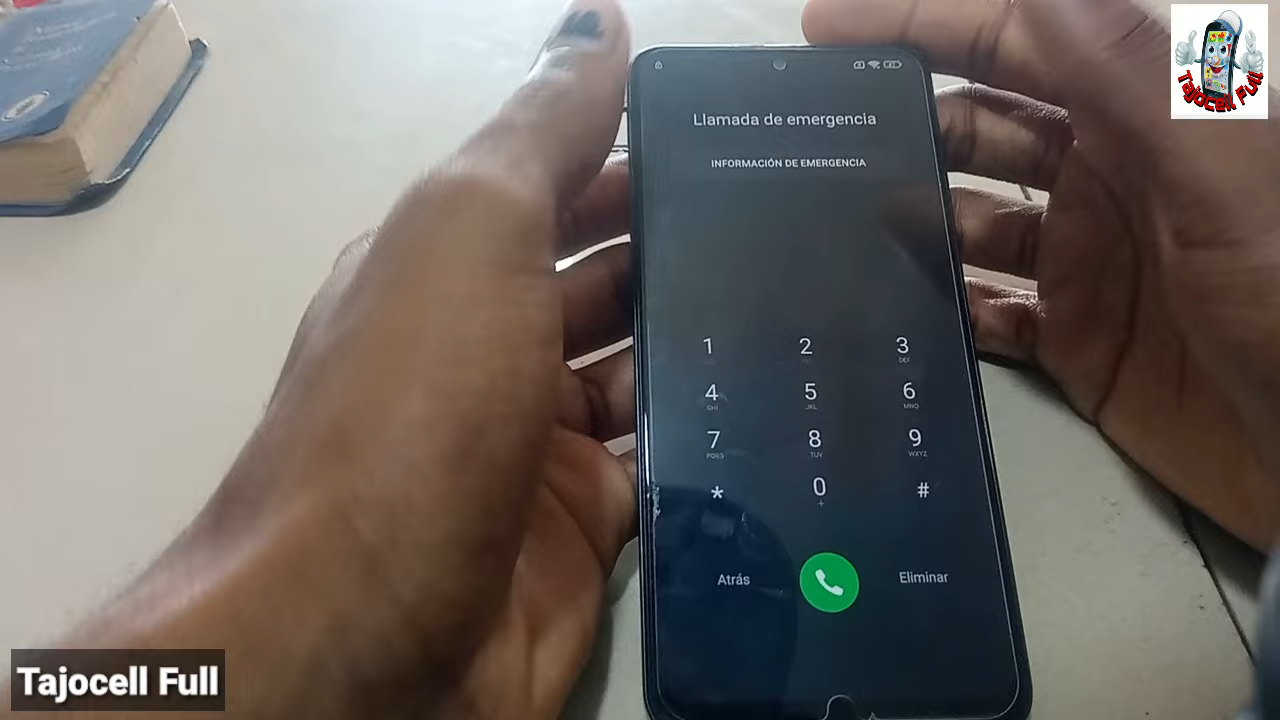 Llamada de emergencia
INFORMACIÓN DE EMERGENCIA
1 2 3
DEF
4 5 6
GHI JKL MNO
7 8 9
PQRS TUV WXYZ
* 0 #
+
Atrás Eliminar
Tajocell Full
Tajocell Full